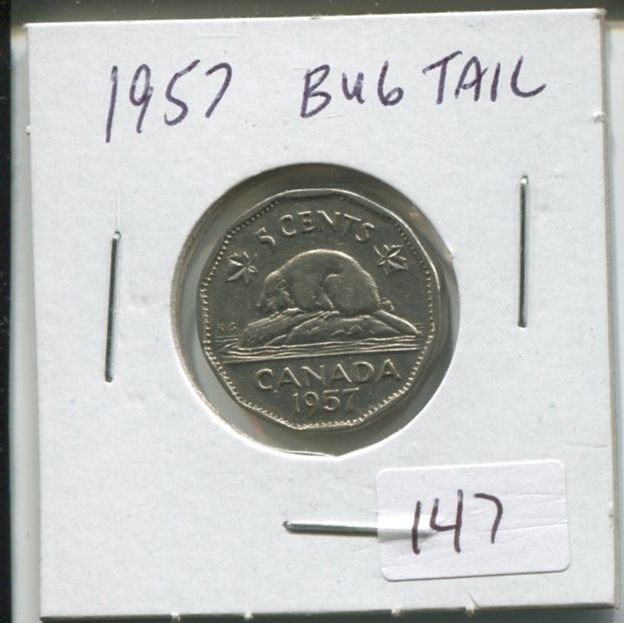 1957 BUG TAIL
5 CENTS
K G
CANADA
1957
147